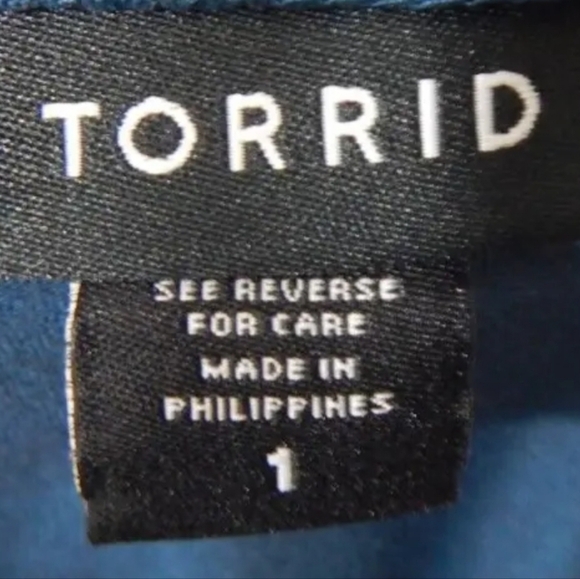 TORRID
SEE REVERSE
FOR CARE
MADE IN
PHILIPPINES
1